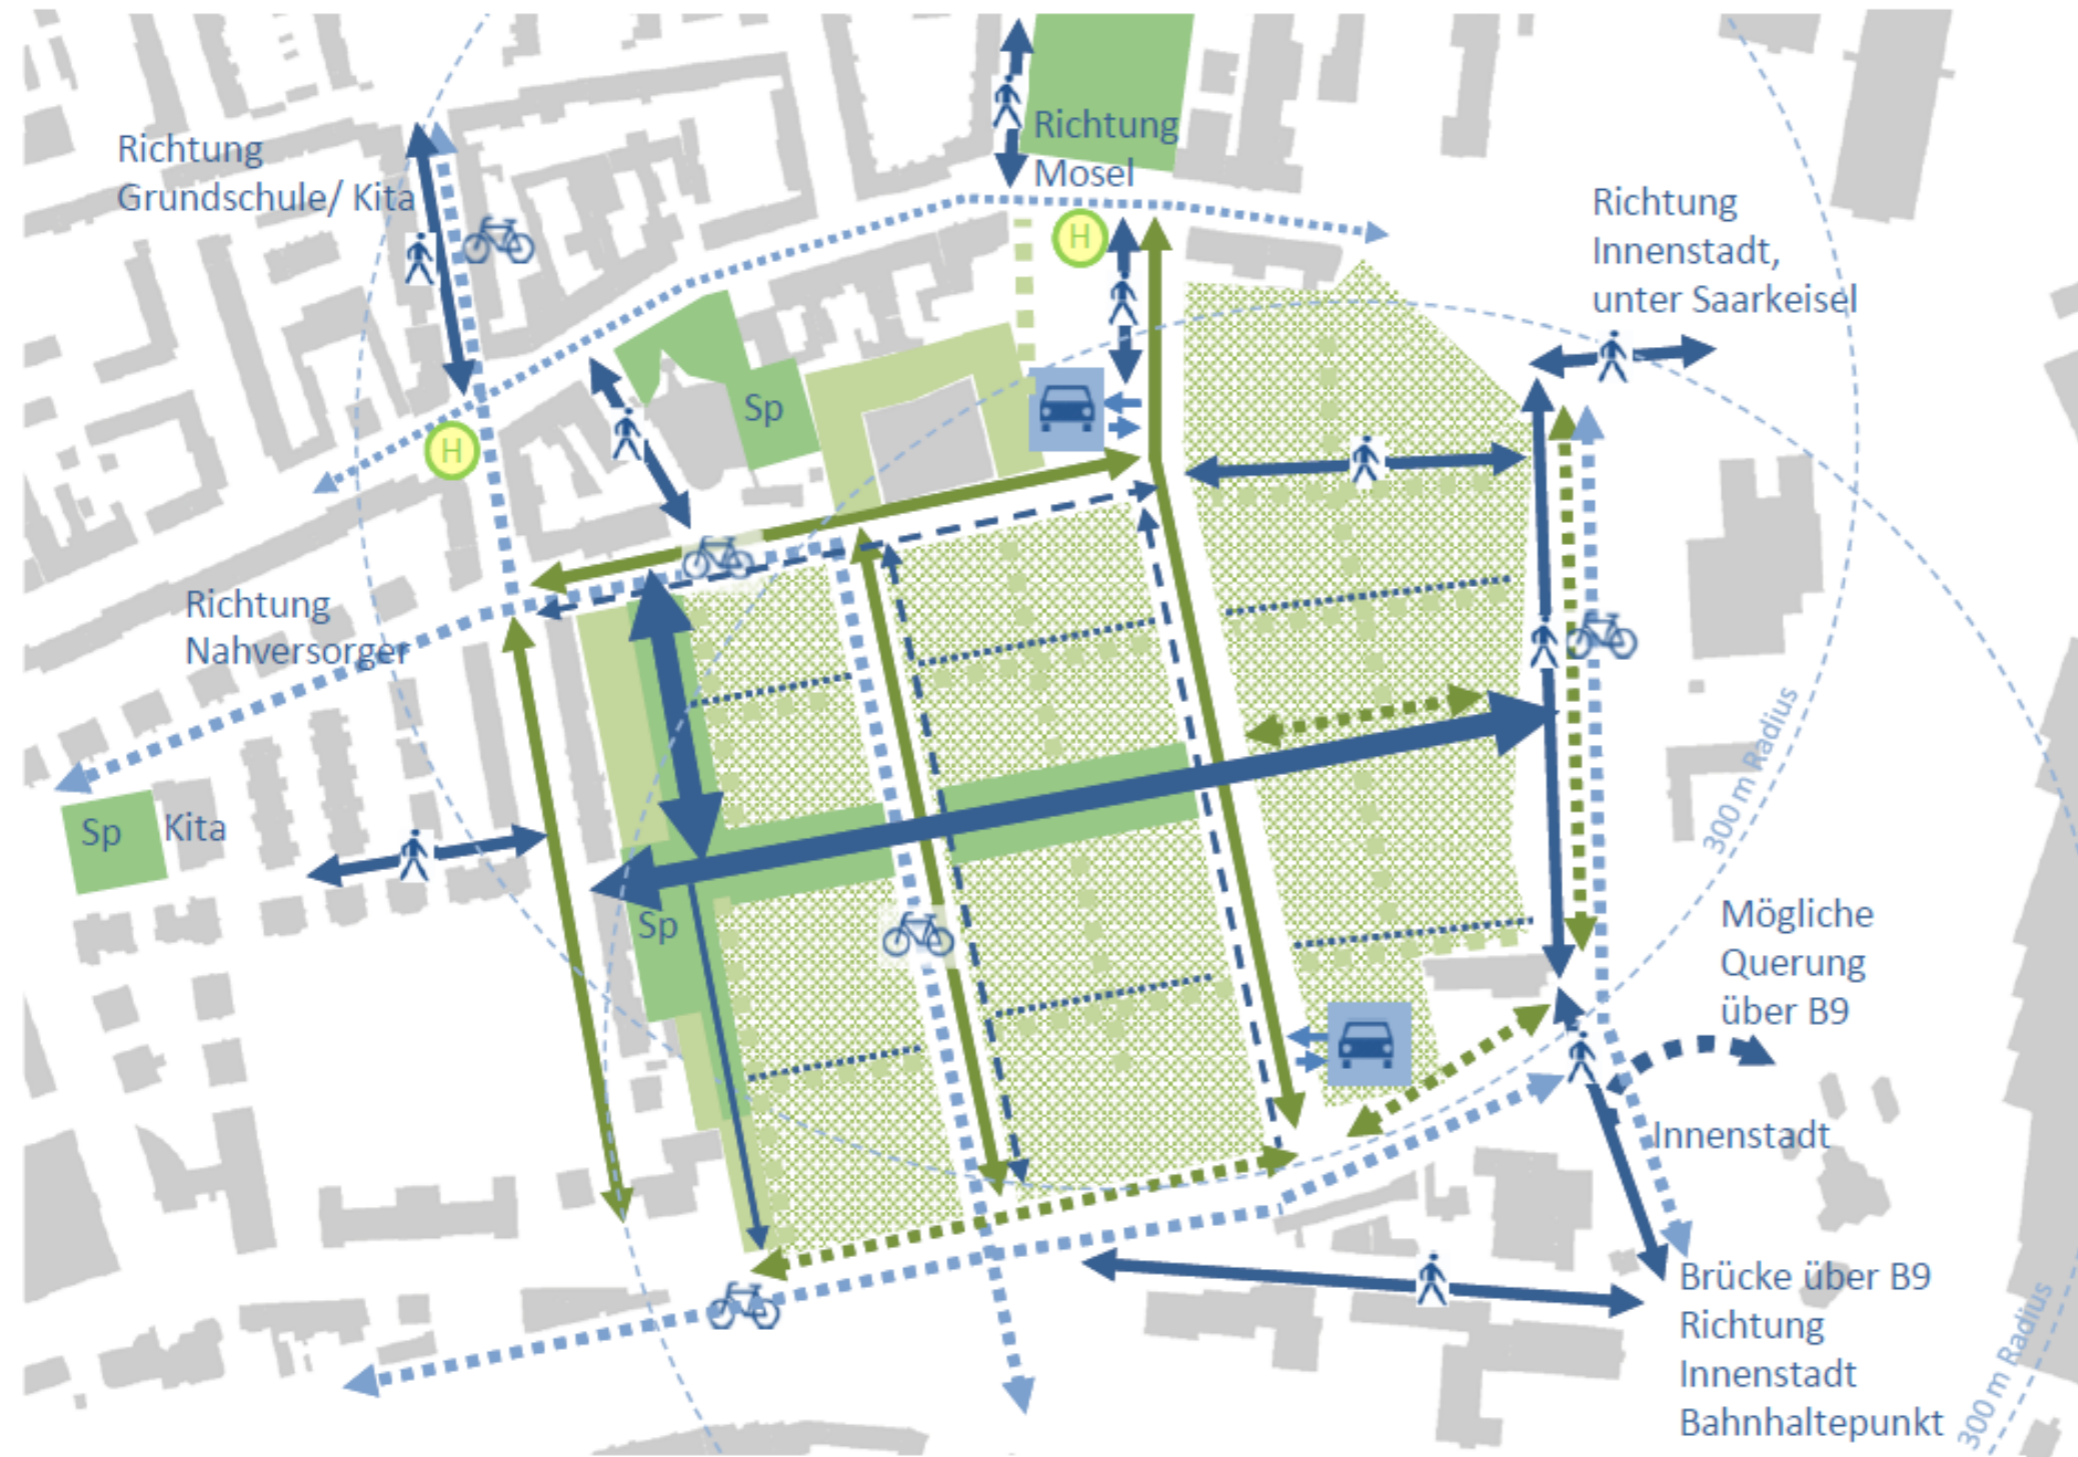 Richtung
Grundschule/ Kita
Richtung
Mosel
H
Richtung
Innenstadt,
unter Saarkeisel
Sp
H
Richtung
Nahversorger
300 m Radius
Sp
Kita
Sp
Mögliche
Querung
über B9
Innenstadt
Brücke über B9
Richtung
Innenstadt
Bahnhaltepunkt
300 m Radius